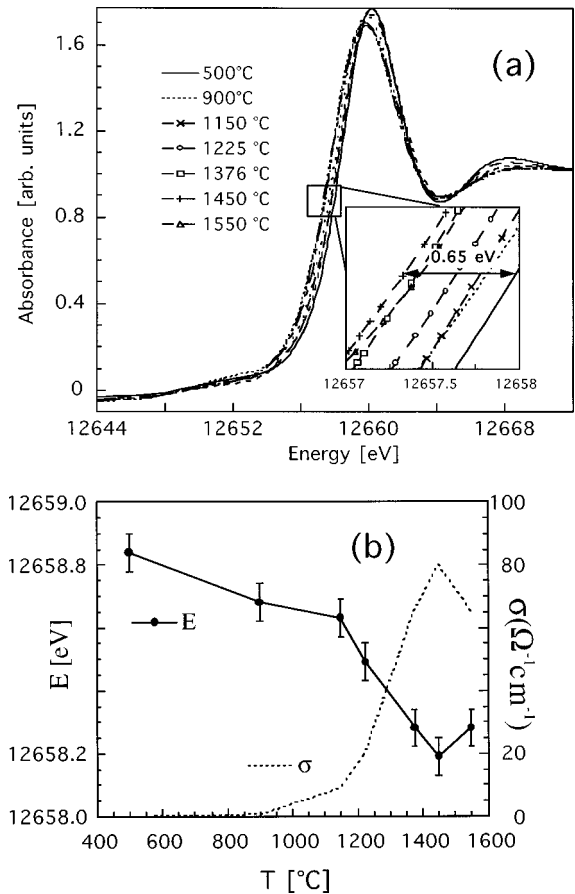 (a)
1.6
1.2
0.8
0.4
0
Absorbance [arb. units]
500°C
900°C
1150 °C
1225 °C
1376 °C
1450 °C
1550 °C
0.65 eV
12657
12657.5
12658
12644
12652
12660
12668
Energy [eV]
(b)
12659.0
12658.8
12658.2
12658.0
E [eV]
E
σ
100
80
60
40
20
0
σ(Ω⁻¹cm⁻¹)
400
600
800
1000
1200
1400
1600
T [°C]